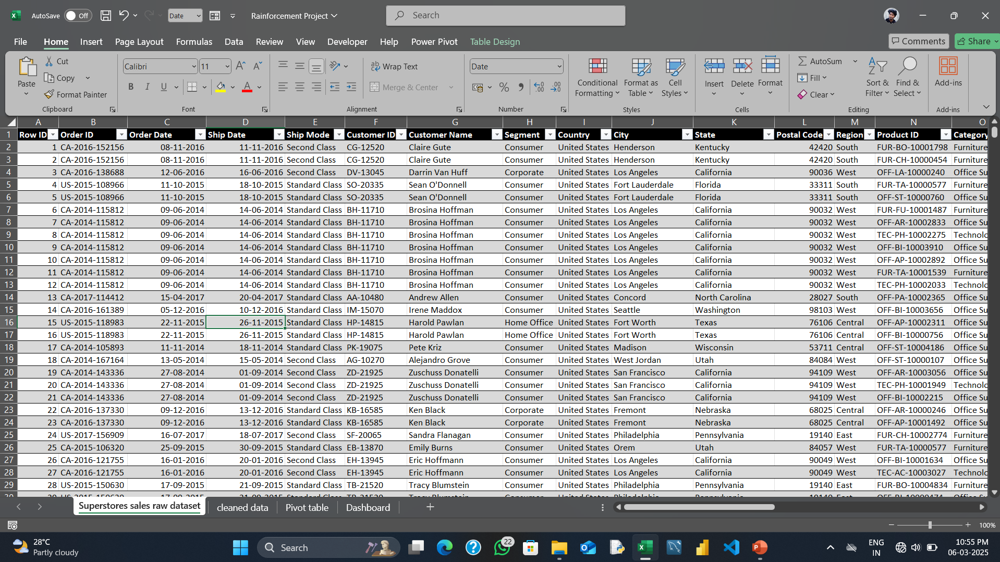 AutoSave Off Date Rainforcement Project Search
File Home Insert Page Layout Formulas Data Review View Developer Help Power Pivot Table Design Comments Share
Paste Cut Copy Format Painter Clipboard
Calibri 11 B I U A Font
Wrap Text Merge & Center Alignment
Date % Number
Conditional Formatting Format as Table Cell Styles Styles
Insert Delete Format Cells
AutoSum Fill Clear Sort & Filter Find & Select Editing
Add-ins Add-ins
A B C D E F G H I J K L M N O
1 Row ID Order ID Order Date Ship Date Ship Mode Customer ID Customer Name Segment Country City State Postal Code Region Product ID Category
2 1 CA-2016-152156 08-11-2016 11-11-2016 Second Class CG-12520 Claire Gute Consumer United States Henderson Kentucky 42420 South FUR-BO-10001798 Furniture
3 2 CA-2016-152156 08-11-2016 11-11-2016 Second Class CG-12520 Claire Gute Consumer United States Henderson Kentucky 42420 South FUR-CH-10000454 Furniture
4 3 CA-2016-138688 12-06-2016 16-06-2016 Second Class DV-13045 Darrin Van Huff Corporate United States Los Angeles California 90036 West OFF-LA-10000240 Office Su
5 4 US-2015-108966 11-10-2015 18-10-2015 Standard Class SO-20335 Sean O'Donnell Consumer United States Fort Lauderdale Florida 33311 South FUR-TA-10000577 Furniture
6 5 US-2015-108966 11-10-2015 18-10-2015 Standard Class SO-20335 Sean O'Donnell Consumer United States Fort Lauderdale Florida 33311 South OFF-ST-10000760 Office Su
7 6 CA-2014-115812 09-06-2014 14-06-2014 Standard Class BH-11710 Brosina Hoffman Consumer United States Los Angeles California 90032 West FUR-FU-10001487 Furniture
8 7 CA-2014-115812 09-06-2014 14-06-2014 Standard Class BH-11710 Brosina Hoffman Consumer United States Los Angeles California 90032 West OFF-AR-10002833 Office Su
9 8 CA-2014-115812 09-06-2014 14-06-2014 Standard Class BH-11710 Brosina Hoffman Consumer United States Los Angeles California 90032 West TEC-PH-10002275 Technolo
10 9 CA-2014-115812 09-06-2014 14-06-2014 Standard Class BH-11710 Brosina Hoffman Consumer United States Los Angeles California 90032 West OFF-BI-10003910 Office Su
11 10 CA-2014-115812 09-06-2014 14-06-2014 Standard Class BH-11710 Brosina Hoffman Consumer United States Los Angeles California 90032 West OFF-AP-10002892 Office Su
12 11 CA-2014-115812 09-06-2014 14-06-2014 Standard Class BH-11710 Brosina Hoffman Consumer United States Los Angeles California 90032 West FUR-TA-10001539 Furniture
13 12 CA-2014-115812 09-06-2014 14-06-2014 Standard Class BH-11710 Brosina Hoffman Consumer United States Los Angeles California 90032 West TEC-PH-10002033 Technolo
14 13 CA-2017-114412 15-04-2017 20-04-2017 Standard Class AA-10480 Andrew Allen Consumer United States Concord North Carolina 28027 South OFF-PA-10002365 Office Su
15 14 CA-2016-161389 05-12-2016 10-12-2016 Standard Class IM-15070 Irene Maddox Consumer United States Seattle Washington 98103 West OFF-BI-10003656 Office Su
16 15 US-2015-118983 22-11-2015 26-11-2015 Standard Class HP-14815 Harold Pawlan Home Office United States Fort Worth Texas 76106 Central OFF-AP-10002311 Office Su
17 16 US-2015-118983 22-11-2015 26-11-2015 Standard Class HP-14815 Harold Pawlan Home Office United States Fort Worth Texas 76106 Central OFF-BI-10000756 Office Su
18 17 CA-2014-105893 11-11-2014 18-11-2014 Standard Class PK-19075 Pete Kriz Consumer United States Madison Wisconsin 53711 Central OFF-ST-10004186 Office Su
19 18 CA-2014-167164 13-05-2014 15-05-2014 Second Class AG-10270 Alejandro Grove Consumer United States West Jordan Utah 84084 West OFF-ST-10000107 Office Su
20 19 CA-2014-143336 27-08-2014 01-09-2014 Second Class ZD-21925 Zuschuss Donatelli Consumer United States San Francisco California 94109 West OFF-AR-10003056 Office Su
21 20 CA-2014-143336 27-08-2014 01-09-2014 Second Class ZD-21925 Zuschuss Donatelli Consumer United States San Francisco California 94109 West TEC-PH-10001949 Technolo
22 21 CA-2014-143336 27-08-2014 01-09-2014 Second Class ZD-21925 Zuschuss Donatelli Consumer United States San Francisco California 94109 West OFF-BI-10002215 Office Su
23 22 CA-2016-137330 09-12-2016 13-12-2016 Standard Class KB-16585 Ken Black Corporate United States Fremont Nebraska 68025 Central OFF-AR-10000246 Office Su
24 23 CA-2016-137330 09-12-2016 13-12-2016 Standard Class KB-16585 Ken Black Corporate United States Fremont Nebraska 68025 Central OFF-AP-10001492 Office Su
25 24 US-2017-156909 16-07-2017 18-07-2017 Second Class SF-20065 Sandra Flanagan Consumer United States Philadelphia Pennsylvania 19140 East FUR-CH-10002774 Furniture
26 25 CA-2015-106320 25-09-2015 30-09-2015 Standard Class EB-13870 Emily Burns Consumer United States Orem Utah 84057 West FUR-TA-10000577 Furniture
27 26 CA-2016-121755 16-01-2016 20-01-2016 Second Class EH-13945 Eric Hoffmann Consumer United States Los Angeles California 90049 West OFF-BI-10001634 Office Su
28 27 CA-2016-121755 16-01-2016 20-01-2016 Second Class EH-13945 Eric Hoffmann Consumer United States Los Angeles California 90049 West TEC-AC-10003027 Technolo
29 28 US-2015-150630 17-09-2015 21-09-2015 Standard Class TB-21520 Tracy Blumstein Consumer United States Philadelphia Pennsylvania 19140 East FUR-BO-10004834 Furniture
Superstores sales raw dataset cleaned data Pivot table Dashboard
100%
28°C Partly cloudy
Search 22
ENG IN
10:55 PM
06-03-2025